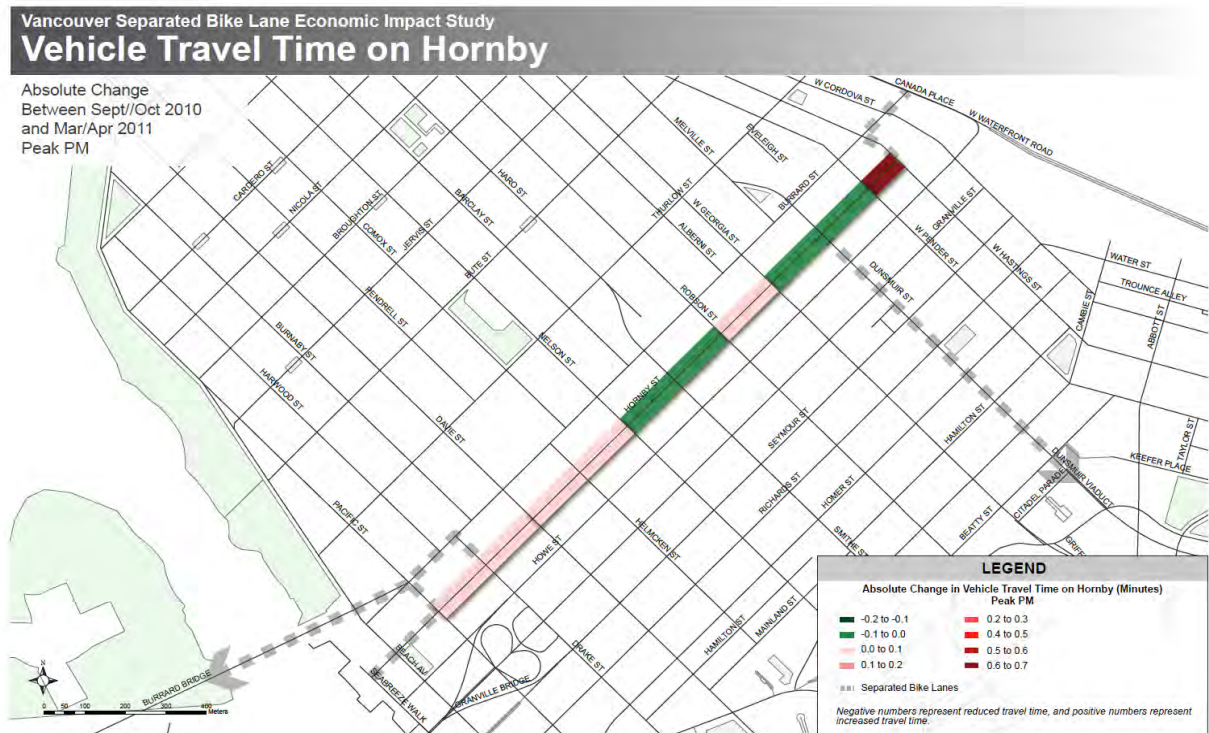 Vancouver Separated Bike Lane Economic Impact Study
Vehicle Travel Time on Hornby
Absolute Change
Between Sept//Oct 2010
and Mar/Apr 2011
Peak PM
W CORDOVA ST
CANADA PLACE
W WATERFRONT ROAD
MELVILLE ST
EVELEIGH ST
CARDERO ST
NICOLA ST
HARO ST
THURLOW ST
BURRARD ST
BROUGHTON ST
BARCLAY ST
W GEORGIA ST
GRANVILLE ST
COMOX ST
JERVIS ST
ALBERNI ST
W PENDER ST
W HASTINGS ST
BUTE ST
DUNSMUIR ST
WATER ST
TROUNCE ALLEY
PENDRELL ST
ROBSON ST
CAMBIE ST
ABBOTT ST
BURNABY ST
NELSON ST
HARWOOD ST
HORNBY ST
DAVIE ST
SEYMOUR ST
HAMILTON ST
TAYLOR ST
KEEFER PLACE
DUNSMUIR VIADUCT
CITADEL PARADE
RICHARDS ST
HOMER ST
PACIFIC ST
HOWE ST
HELMCKEN ST
SMITHE ST
BEATTY ST
GRIFF
HAMILTON ST
MAINLAND ST
DRAKE ST
BEACH AV
SEABREEZE WALK
GRANVILLE BRIDGE
BURRARD BRIDGE
N
0 50 100 200 300 400
Meters
LEGEND
Absolute Change in Vehicle Travel Time on Hornby (Minutes)
Peak PM
-0.2 to -0.1
-0.1 to 0.0
0.0 to 0.1
0.1 to 0.2
0.2 to 0.3
0.4 to 0.5
0.5 to 0.6
0.6 to 0.7
Separated Bike Lanes
Negative numbers represent reduced travel time, and positive numbers represent
increased travel time.